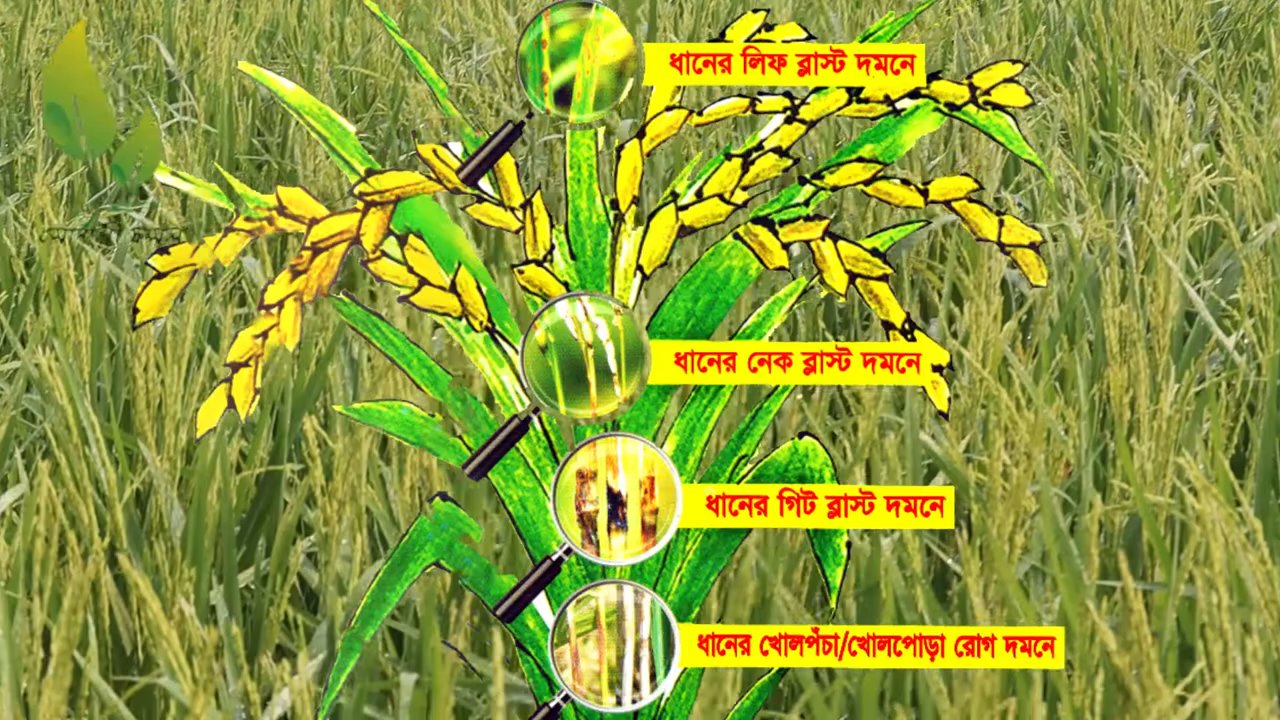 ধানের লিফ ব্লাস্ট দমনে
ধানের নেক ব্লাস্ট দমনে
ধানের গিট ব্লাস্ট দমনে
ধানের খোলপঁচা/খোলপোড়া রোগ দমনে